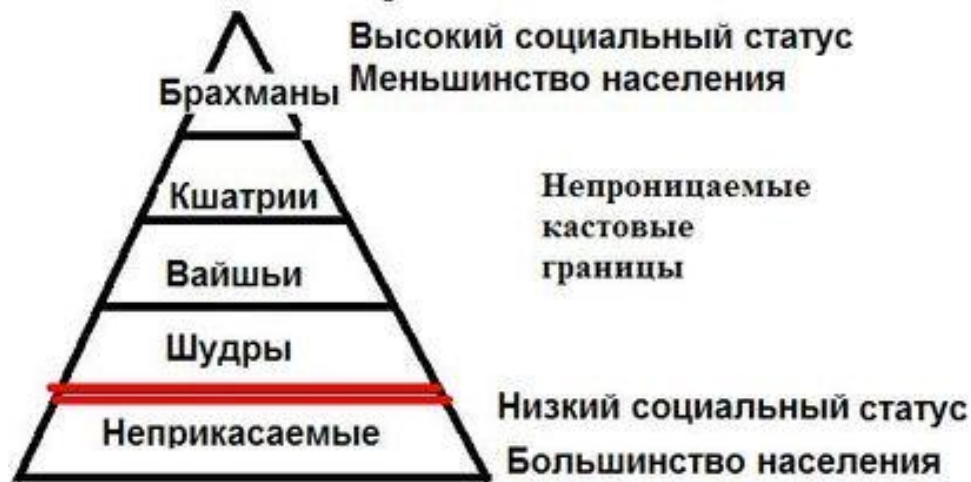 Высокий социальный статус
Меньшинство населения
Брахманы
Кшатрии
Непроницаемые
кастовые
границы
Вайшьи
Шудры
Неприкасаемые
Низкий социальный статус
Большинство населения